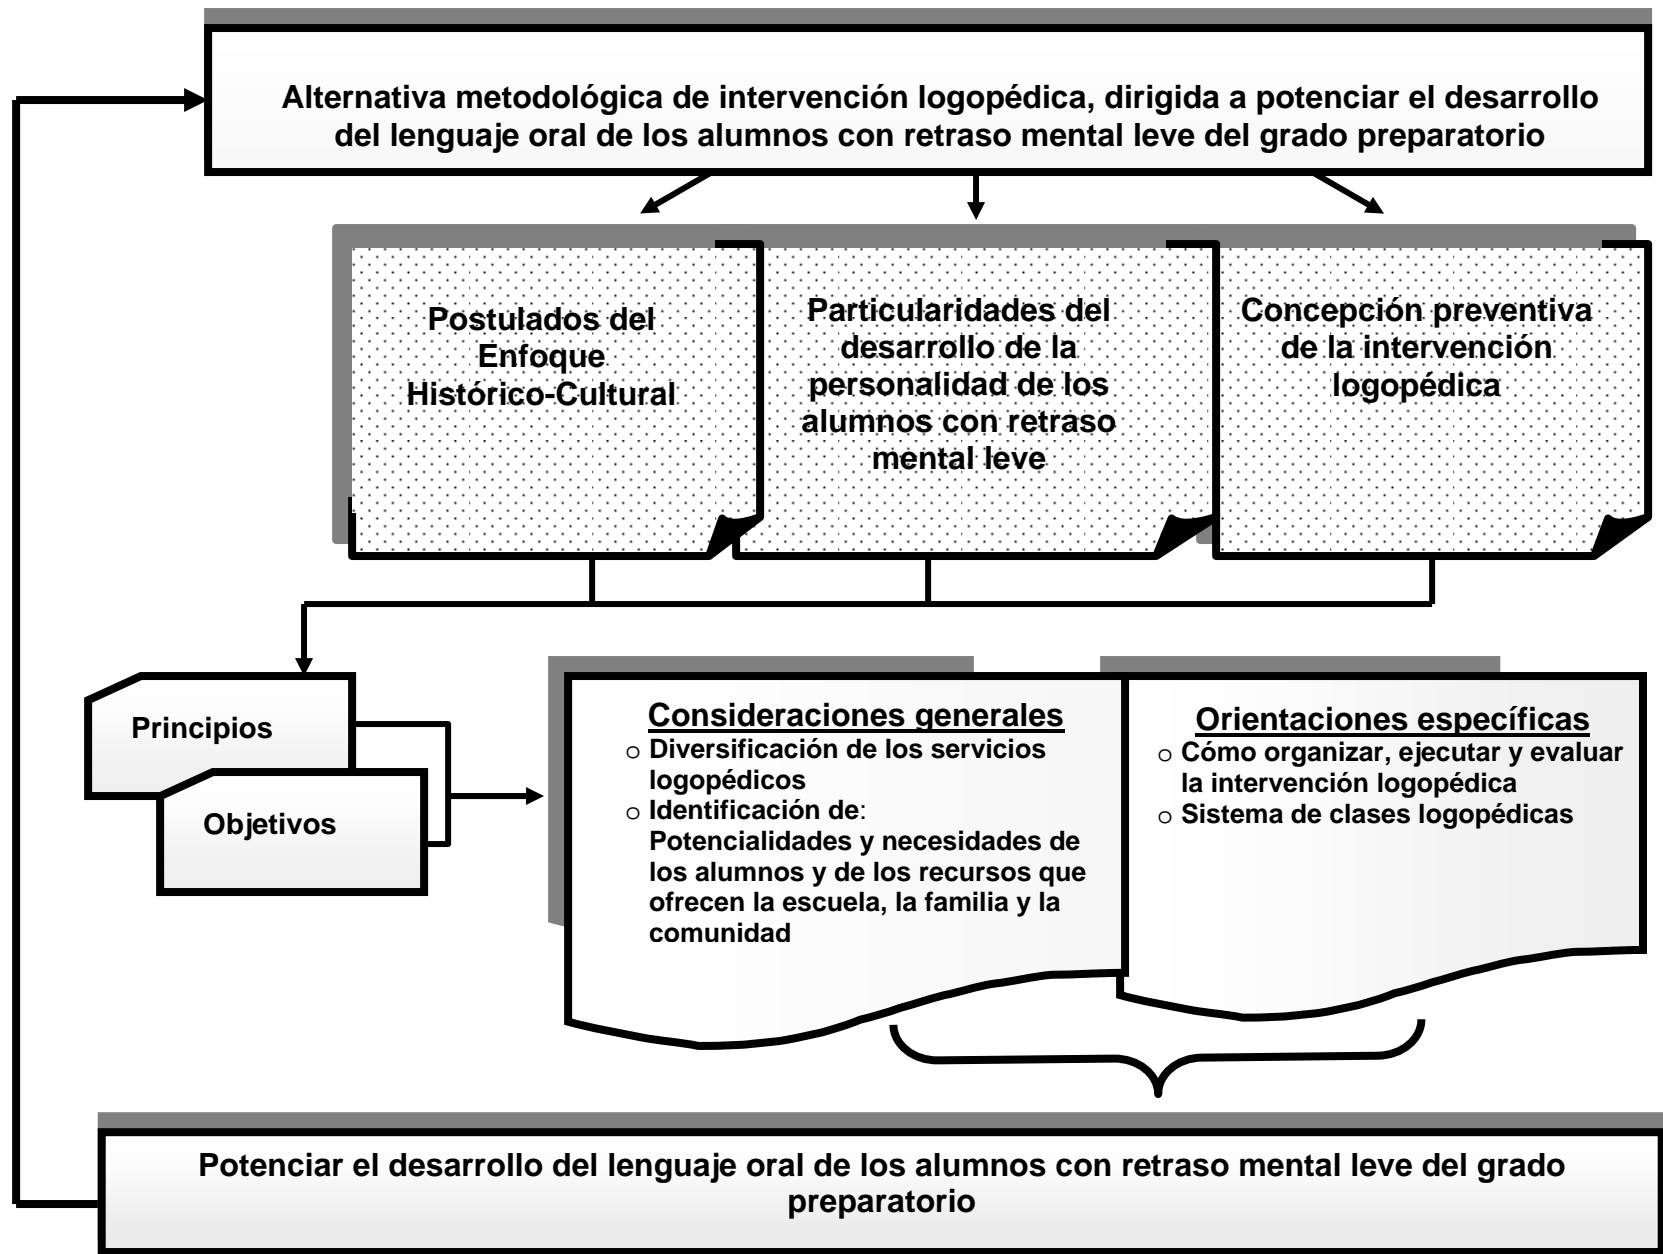 Alternativa metodológica de intervención logopédica, dirigida a potenciar el desarrollo
del lenguaje oral de los alumnos con retraso mental leve del grado preparatorio
Postulados del
Enfoque
Histórico-Cultural
Particularidades del
desarrollo de la
personalidad de los
alumnos con retraso
mental leve
Concepción preventiva
de la intervención
logopédica
Principios
Objetivos
Consideraciones generales
o Diversificación de los servicios
logopédicos
o Identificación de:
Potencialidades y necesidades de
los alumnos y de los recursos que
ofrecen la escuela, la familia y la
comunidad
Orientaciones específicas
o Cómo organizar, ejecutar y evaluar
la intervención logopédica
o Sistema de clases logopédicas
Potenciar el desarrollo del lenguaje oral de los alumnos con retraso mental leve del grado
preparatorio